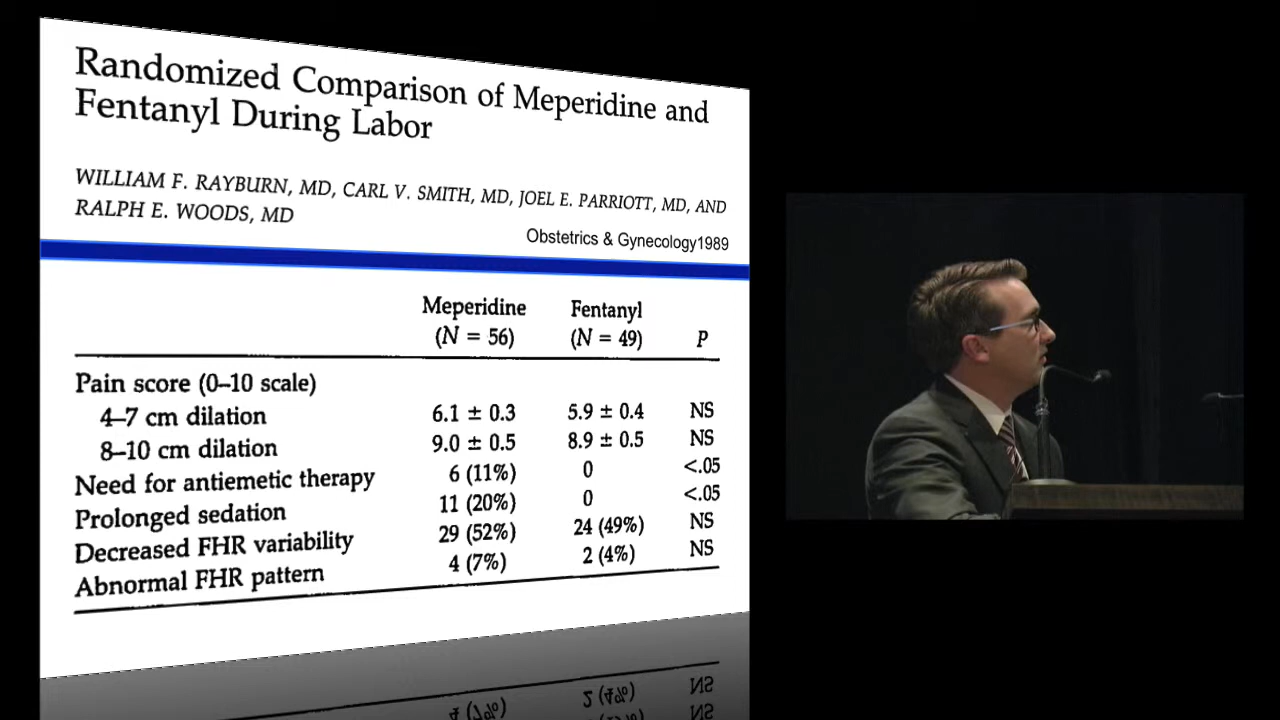 Randomized Comparison of Meperidine and
Fentanyl During Labor
WILLIAM F. RAYBURN, MD, CARL V. SMITH, MD, JOEL E. PARRIOTT, MD, AND
RALPH E. WOODS, MD
Obstetrics & Gynecology1989
Meperidine Fentanyl
(N = 56) (N = 49) P
Pain score (0–10 scale)
4–7 cm dilation 6.1 ± 0.3 5.9 ± 0.4 NS
8–10 cm dilation 9.0 ± 0.5 8.9 ± 0.5 NS
Need for antiemetic therapy 6 (11%) 0 <.05
Prolonged sedation 11 (20%) 0 <.05
Decreased FHR variability 29 (52%) 24 (49%) NS
Abnormal FHR pattern 4 (7%) 2 (4%) NS